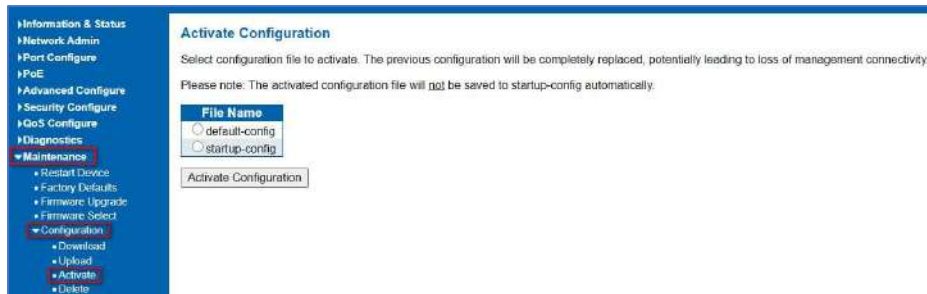 Information & Status
Network Admin
Port Configure
PoE
Advanced Configure
Security Configure
QoS Configure
Diagnostics
Maintenance
Restart Device
Factory Defaults
Firmware Upgrade
Firmware Select
Configuration
Download
Upload
Activate
Delete
Activate Configuration
Select configuration file to activate. The previous configuration will be completely replaced, potentially leading to loss of management connectivity
Please note: The activated configuration file will not be saved to startup-config automatically.
File Name
default-config
startup-config
Activate Configuration